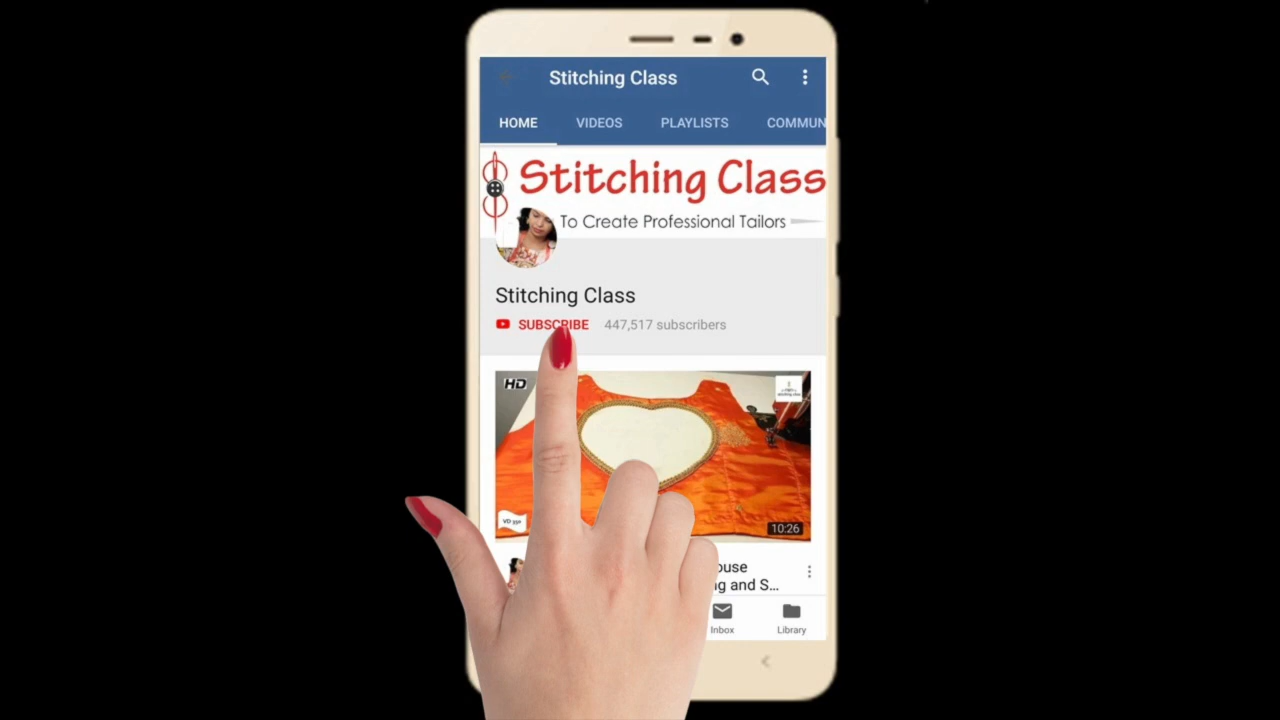 Stitching Class
HOME VIDEOS PLAYLISTS COMMUN
Stitching Class
To Create Professional Tailors
Stitching Class
SUBSCRIBE 447,517 subscribers
HD
10:26
ouse
g and S...
Inbox Library